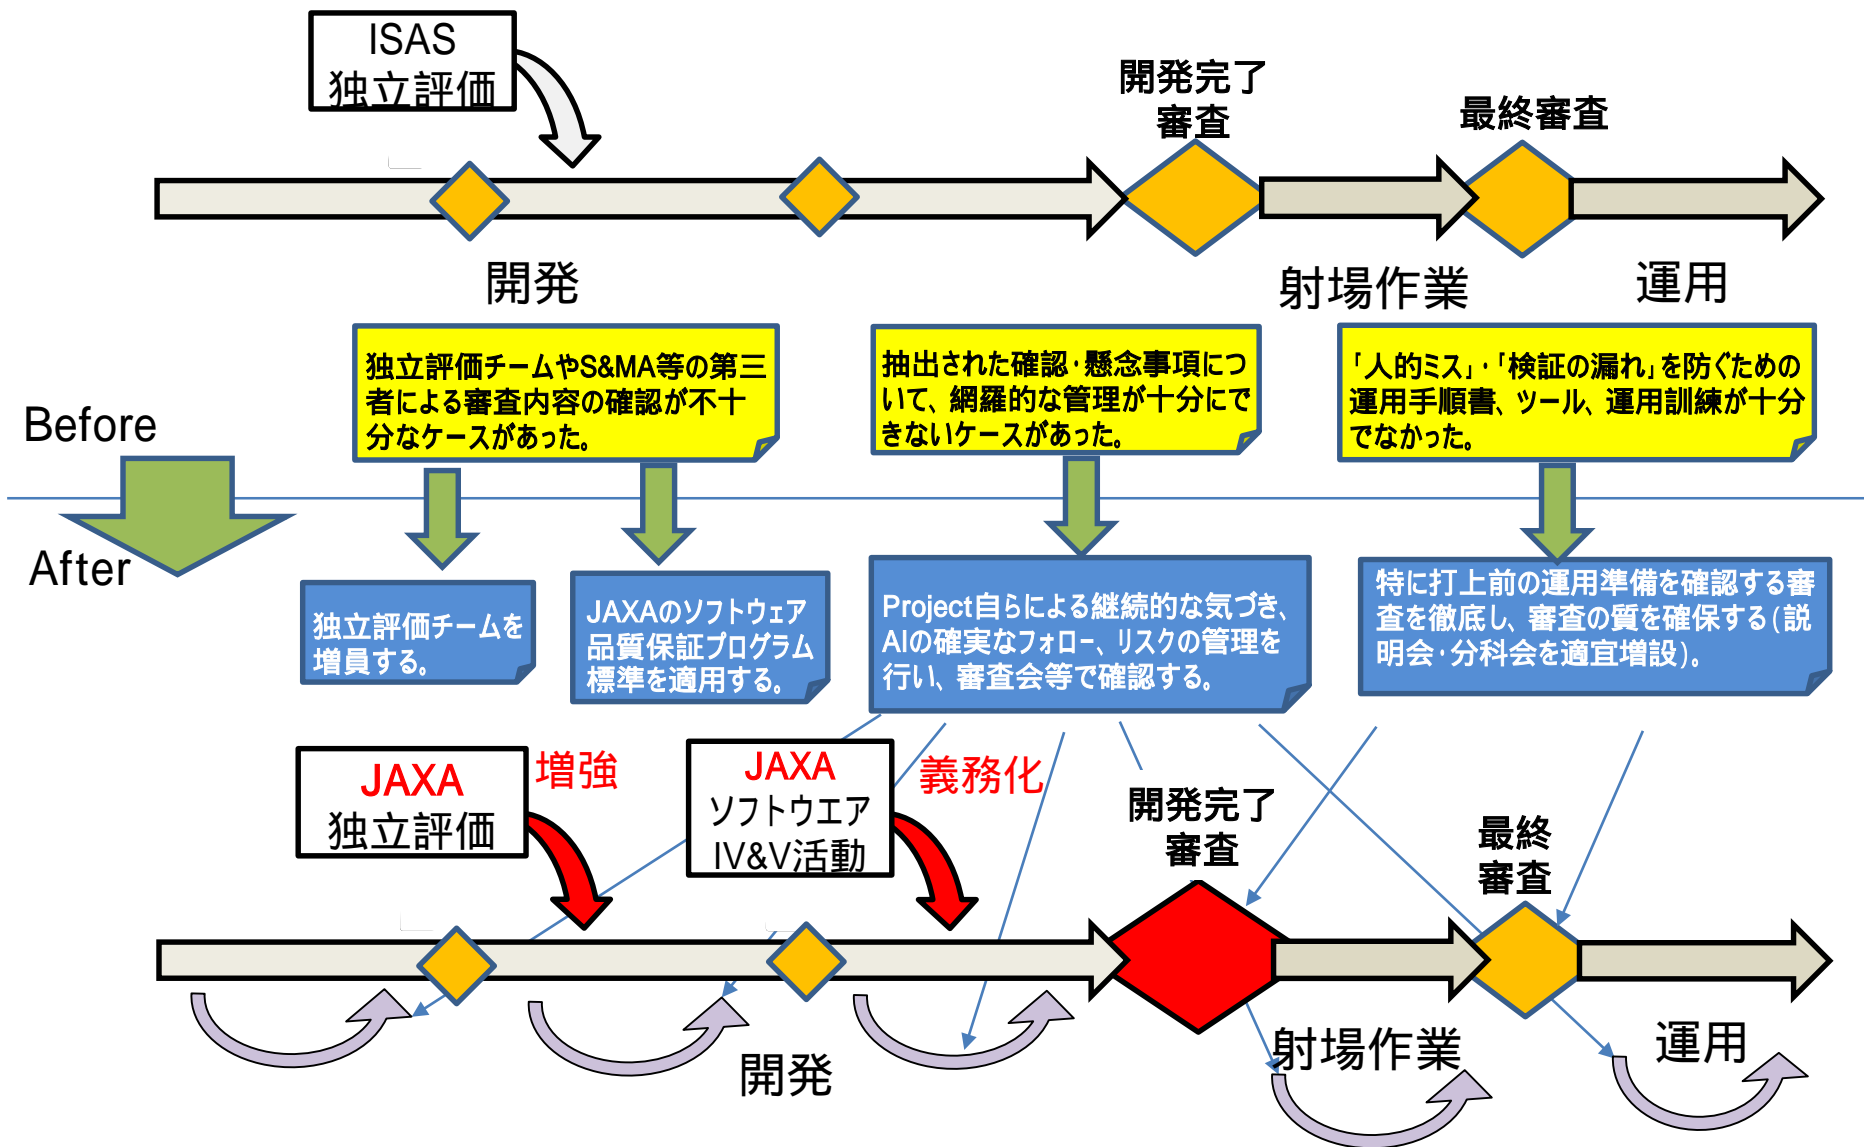 ISAS
独立評価
開発完了
審査
最終審査
開発
射場作業
運用
Before
独立評価チームやS&MA等の第三
者による審査内容の確認が不十
分なケースがあった。
抽出された確認・懸念事項につ
いて、網羅的な管理が十分にで
きないケースがあった。
「人的ミス」・「検証の漏れ」を防ぐための
運用手順書、ツール、運用訓練が十分
でなかった。
After
独立評価チームを
増員する。
JAXAのソフトウェア
品質保証プログラム
標準を適用する。
Project自らによる継続的な気づき、
AIの確実なフォロー、リスクの管理を
行い、審査会等で確認する。
特に打上前の運用準備を確認する審
査を徹底し、審査の質を確保する(説
明会・分科会を適宜増設)。
JAXA
独立評価
増強
JAXA
ソフトウエア
IV&V活動
義務化
開発完了
審査
最終
審査
開発
射場作業
運用